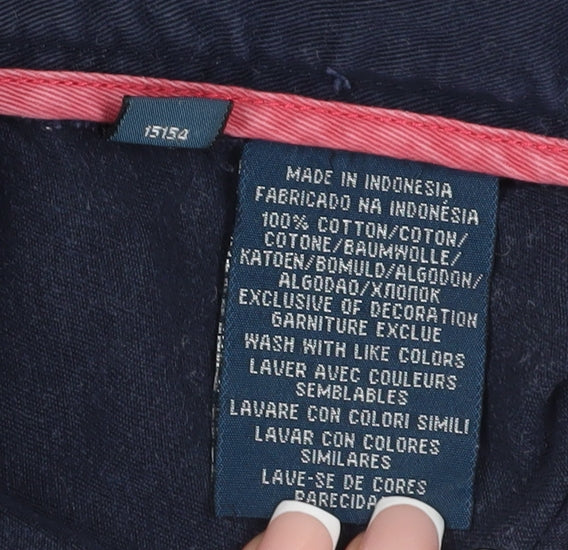 15154
MADE IN INDONESIA
FABRICADO NA INDONÉSIA
100% COTTON/COTON/
COTONE/BAUMWOLLE/
KATOEN/BOMULD/ALGODON/
ALGODAO/ХЛОПОК
EXCLUSIVE OF DECORATION
GARNITURE EXCLUE
WASH WITH LIKE COLORS
LAVER AVEC COULEURS
SEMBLABLES
LAVARE CON COLORI SIMILI
LAVAR CON COLORES
SIMILARES
LAVE-SE DE CORES
PARECIDA